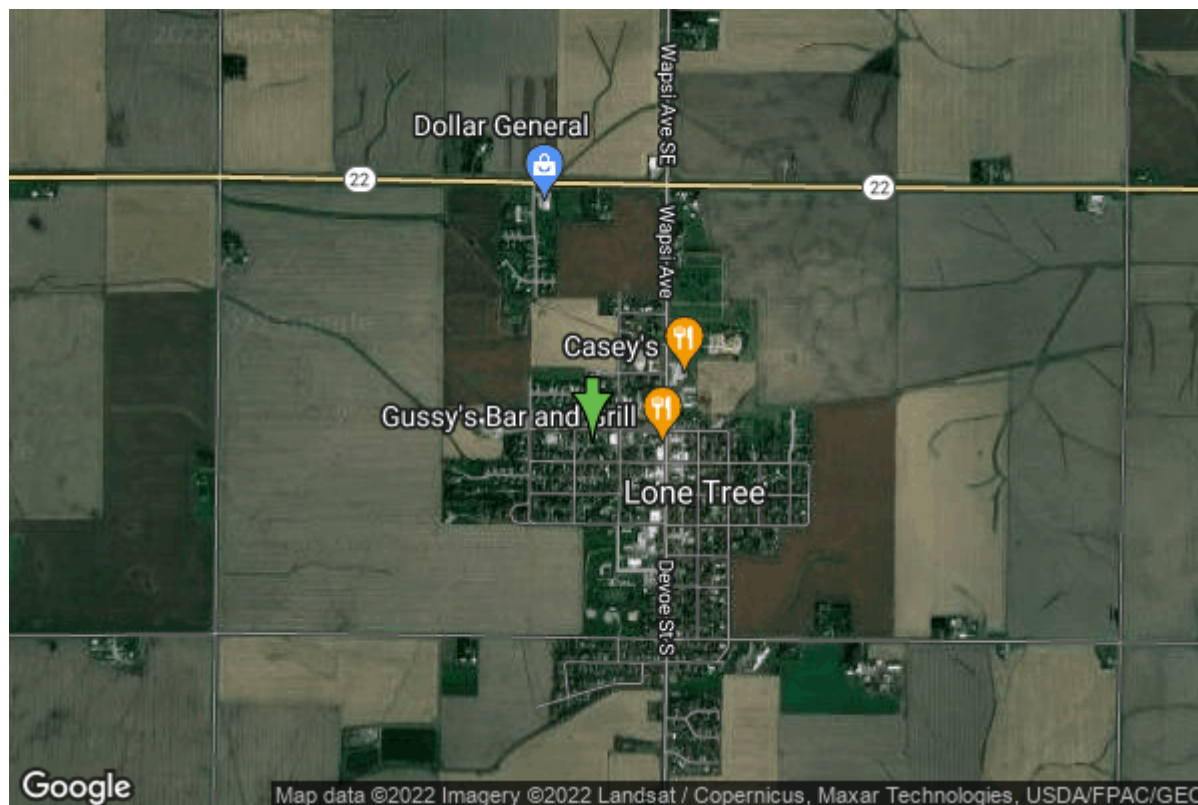 Wapsi Ave SE
Dollar General
22
22
Wapsi Ave
Casey's
Gussy's Bar and Grill
Lone Tree
Devoe St S
Google
Map data ©2022 Imagery ©2022 Landsat / Copernicus, Maxar Technologies, USDA/FPAC/GEO